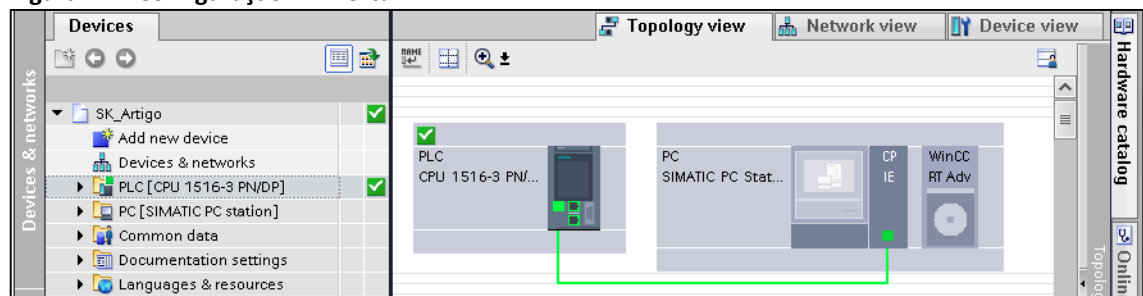 Devices
Topology view
Network view
Device view
NAME
Devices & networks
Hardware catalog
SK_Artigo
Add new device
Devices & networks
PLC [CPU 1516-3 PN/DP]
PC [SIMATIC PC station]
Common data
Documentation settings
Languages & resources
PLC
CPU 1516-3 PN/...
PC
SIMATIC PC Stat...
CP
IE
WinCC
RT Adv